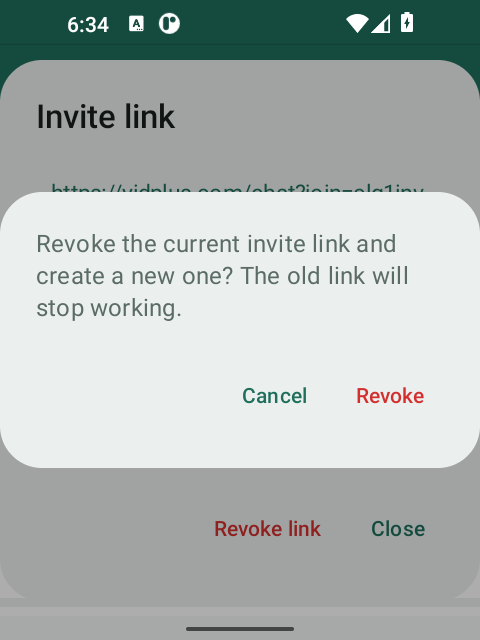 6:34
Invite link
Revoke the current invite link and
create a new one? The old link will
stop working.
Cancel Revoke
Revoke link Close